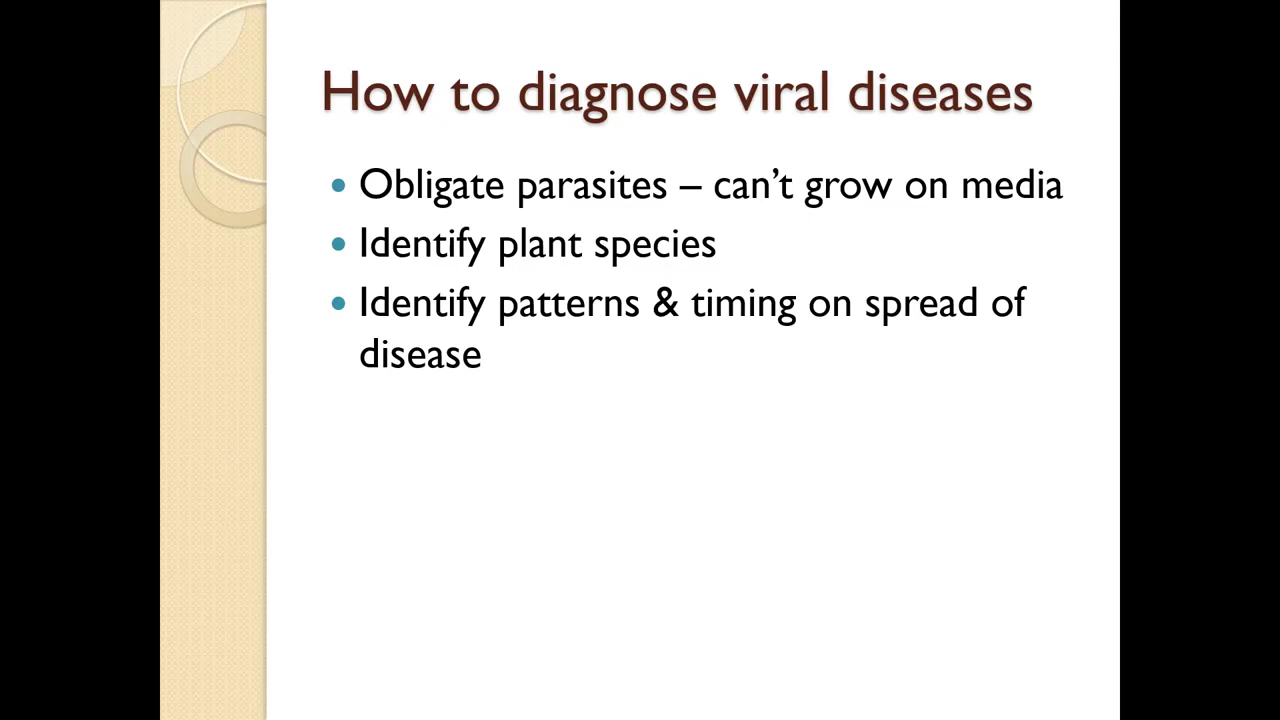 How to diagnose viral diseases
• Obligate parasites – can’t grow on media
• Identify plant species
• Identify patterns & timing on spread of
disease